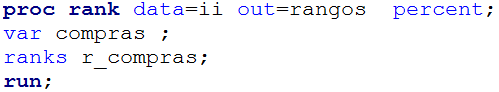 proc rank data=ii out=rangos  percent;
var compras ;
ranks r_compras;
run;